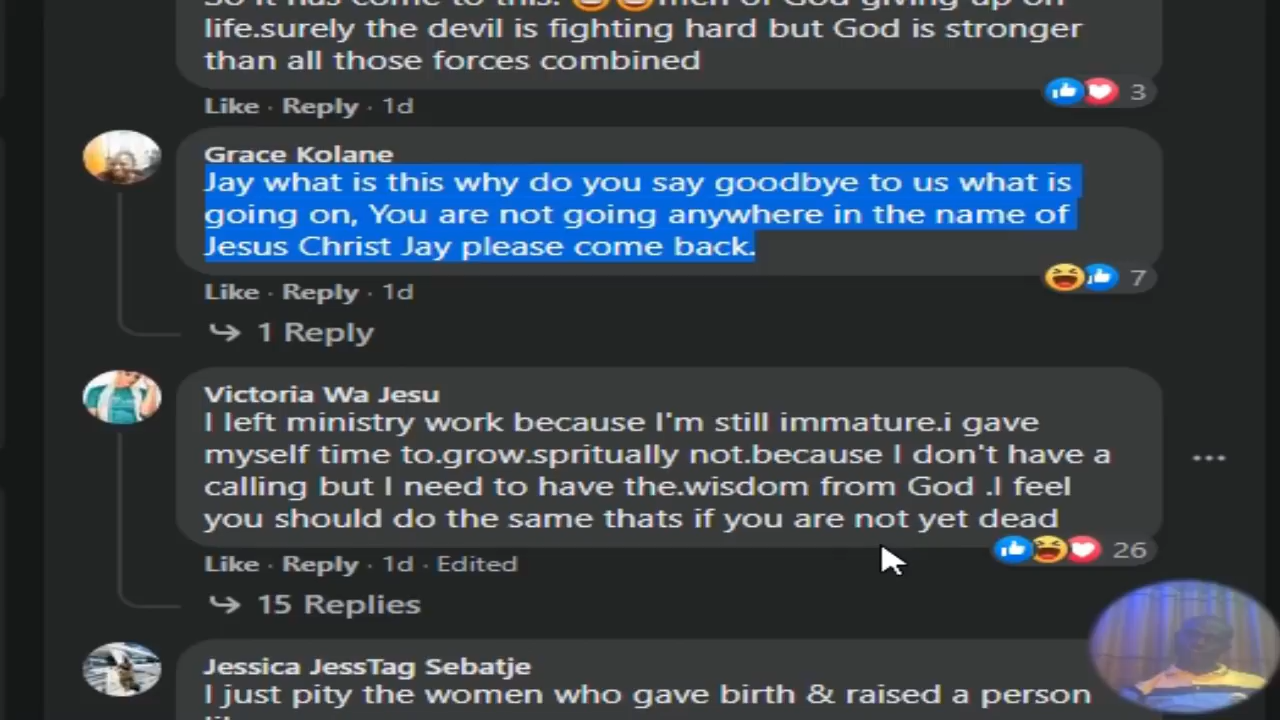 So it has come to this. men of God giving up on
life.surely the devil is fighting hard but God is stronger
than all those forces combined
Like · Reply · 1d
3
Grace Kolane
Jay what is this why do you say goodbye to us what is
going on, You are not going anywhere in the name of
Jesus Christ Jay please come back.
7
Like · Reply · 1d
1 Reply
Victoria Wa Jesu
I left ministry work because I'm still immature.i gave
myself time to.grow.spritually not.because I don't have a
calling but I need to have the.wisdom from God .I feel
you should do the same thats if you are not yet dead
26
Like · Reply · 1d · Edited
15 Replies
Jessica JessTag Sebatje
I just pity the women who gave birth & raised a person